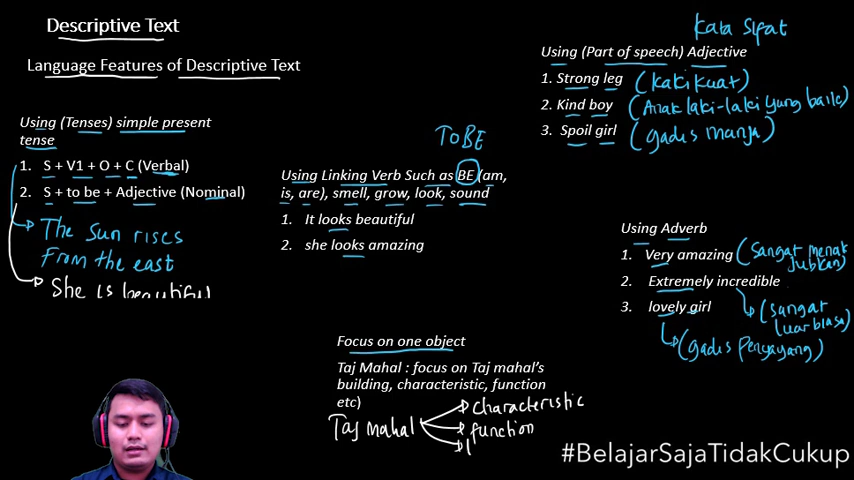 Descriptive Text
Language Features of Descriptive Text
Using (Tenses) simple present
tense
1. S + V1 + O + C (Verbal)
2. S + to be + Adjective (Nominal)
The Sun rises
From the east
She is beautiful
TO BE
Using Linking Verb Such as BE (am,
is, are), smell, grow, look, sound
1. It looks beautiful
2. she looks amazing
Focus on one object
Taj Mahal : focus on Taj mahal's
building, characteristic, function
etc)
Taj mahal
characteristic
function
Kata Sifat
Using (Part of speech) Adjective
1. Strong leg (kaki kuat)
2. Kind boy (Anak laki-laki yang baik)
3. Spoil girl (gadis manja)
Using Adverb
1. Very amazing (Sangat menak
jubkan)
2. Extremely incredible
(sangat
luar biasa)
3. lovely girl
(gadis penyayang)
#BelajarSajaTidakCukup